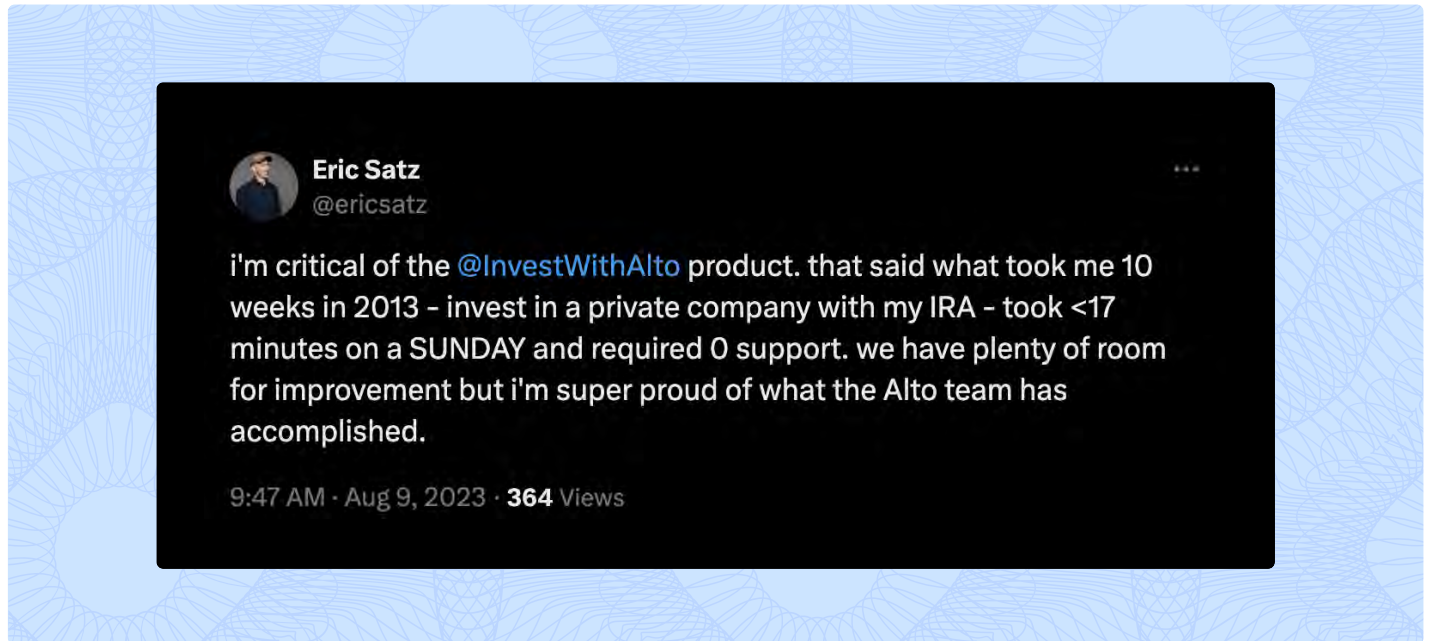 Eric Satz
@ericsatz
i'm critical of the @InvestWithAlto product. that said what took me 10
weeks in 2013 - invest in a private company with my IRA - took <17
minutes on a SUNDAY and required 0 support. we have plenty of room
for improvement but i'm super proud of what the Alto team has
accomplished.
9:47 AM · Aug 9, 2023 · 364 Views